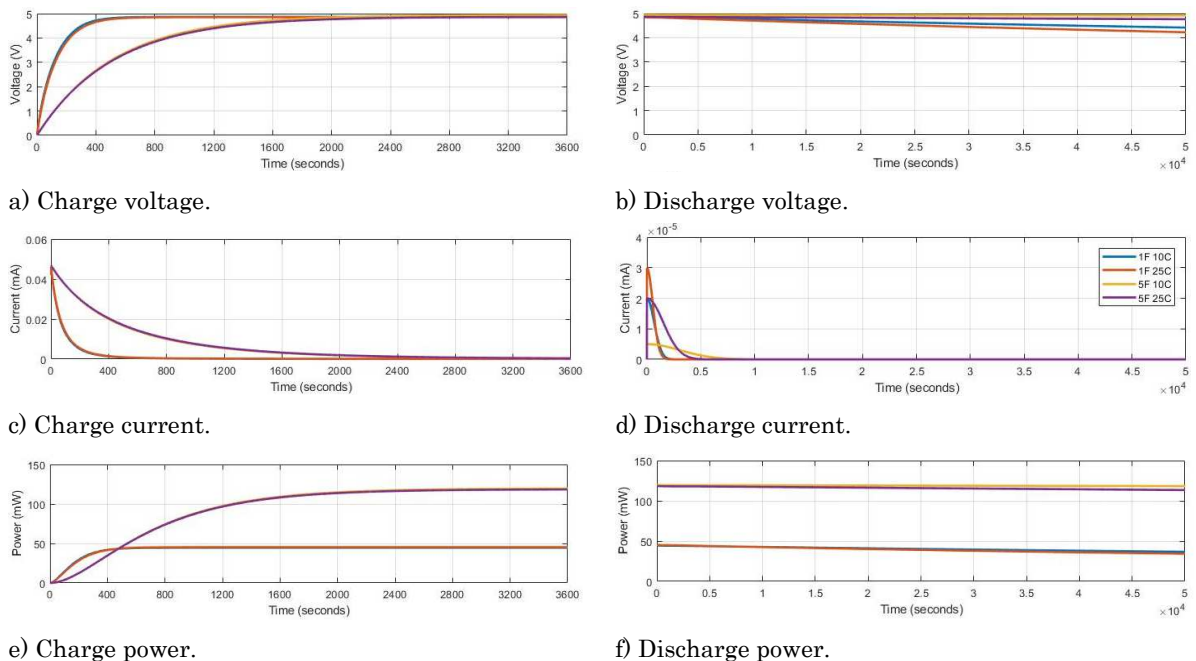 5
4
3
2
1
0
Voltage (V)
0 400 800 1200 1600 2000 2400 2800 3200 3600
Time (seconds)
a) Charge voltage.
5
4
3
2
1
0
Voltage (V)
0 0.5 1 1.5 2 2.5 3 3.5 4 4.5 5
Time (seconds)
×10⁴
b) Discharge voltage.
0.06
0.04
0.02
0
Current (mA)
0 400 800 1200 1600 2000 2400 2800 3200 3600
Time (seconds)
c) Charge current.
×10⁻⁵
4
3
2
1
0
Current (mA)
1F 10C
1F 25C
5F 10C
5F 25C
0 0.5 1 1.5 2 2.5 3 3.5 4 4.5 5
Time (seconds)
×10⁴
d) Discharge current.
150
100
50
0
Power (mW)
0 400 800 1200 1600 2000 2400 2800 3200 3600
Time (seconds)
e) Charge power.
150
100
50
0
Power (mW)
0 0.5 1 1.5 2 2.5 3 3.5 4 4.5 5
Time (seconds)
×10⁴
f) Discharge power.